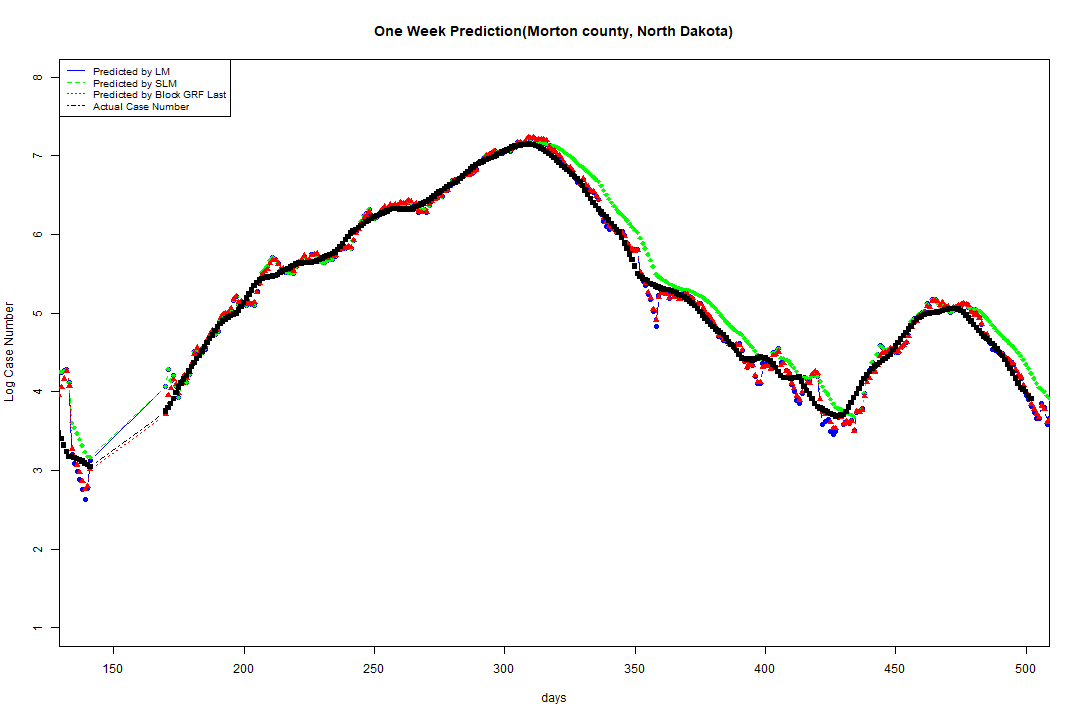 One Week Prediction(Morton county, North Dakota)
Predicted by LM
Predicted by SLM
Predicted by Block GRF Last
Actual Case Number
8
7
6
5
4
3
2
1
Log Case Number
150 200 250 300 350 400 450 500
days